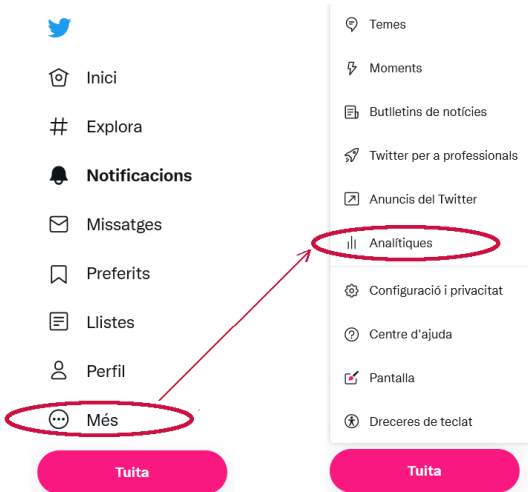 Inici
Explora
Notificacions
Missatges
Preferits
Llistes
Perfil
Més
Tuita
Temes
Moments
Butlletins de notícies
Twitter per a professionals
Anuncis del Twitter
Analítiques
Configuració i privacitat
Centre d'ajuda
Pantalla
Dreceres de teclat
Tuita